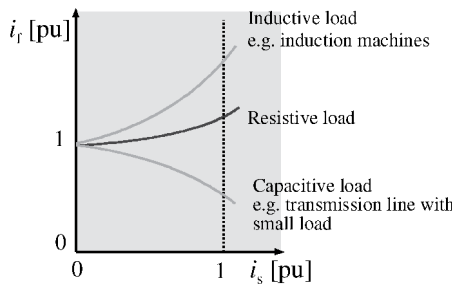 i_f [pu]
Inductive load
e.g. induction machines
Resistive load
1
Capacitive load
e.g. transmission line with
small load
0
0
1
i_s [pu]